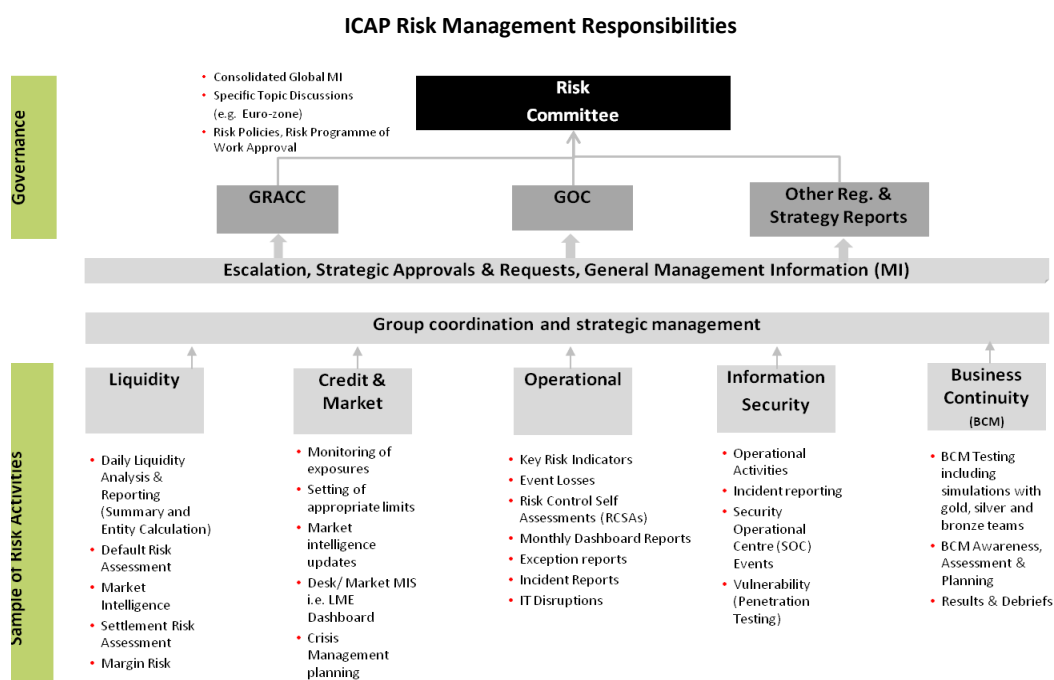 ICAP Risk Management Responsibilities
Governance
• Consolidated Global MI
• Specific Topic Discussions
(e.g. Euro-zone)
• Risk Policies, Risk Programme of
Work Approval
Risk
Committee
GRACC
GOC
Other Reg. &
Strategy Reports
Escalation, Strategic Approvals & Requests, General Management Information (MI)
Group coordination and strategic management
Sample of Risk Activities
Liquidity
• Daily Liquidity
Analysis &
Reporting
(Summary and
Entity Calculation)
• Default Risk
Assessment
• Market
Intelligence
• Settlement Risk
Assessment
• Margin Risk
Credit &
Market
• Monitoring of
exposures
• Setting of
appropriate limits
• Market
intelligence
updates
• Desk/ Market MIS
i.e. LME
Dashboard
• Crisis
Management
planning
Operational
• Key Risk Indicators
• Event Losses
• Risk Control Self
Assessments (RCSAs)
• Monthly Dashboard Reports
• Exception reports
• Incident Reports
• IT Disruptions
Information
Security
• Operational
Activities
• Incident reporting
• Security
Operational
Centre (SOC)
Events
• Vulnerability
(Penetration
Testing)
Business
Continuity
(BCM)
• BCM Testing
including
simulations with
gold, silver and
bronze teams
• BCM Awareness,
Assessment &
Planning
• Results & Debriefs